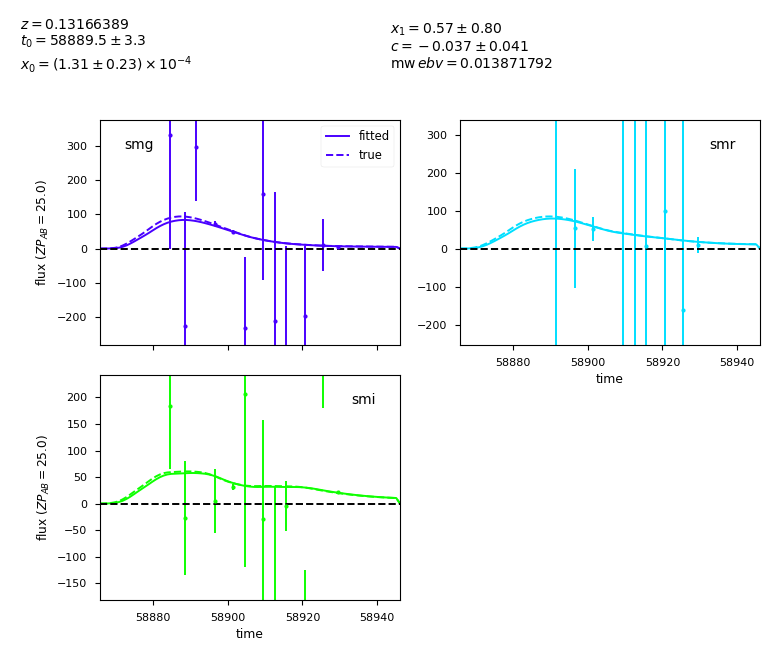 z = 0.13166389
t₀ = 58889.5 ± 3.3
x₀ = (1.31 ± 0.23) × 10⁻⁴
x₁ = 0.57 ± 0.80
c = −0.037 ± 0.041
mw ebv = 0.013871792
smg
fitted
true
flux (ZP_AB = 25.0)
300
200
100
0
−100
−200
smr
300
200
100
0
−100
−200
58880 58900 58920 58940
time
smi
flux (ZP_AB = 25.0)
200
150
100
50
0
−50
−100
−150
58880 58900 58920 58940
time